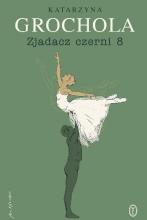 KATARZYNA
GROCHOLA
Zjadacz czerni 8